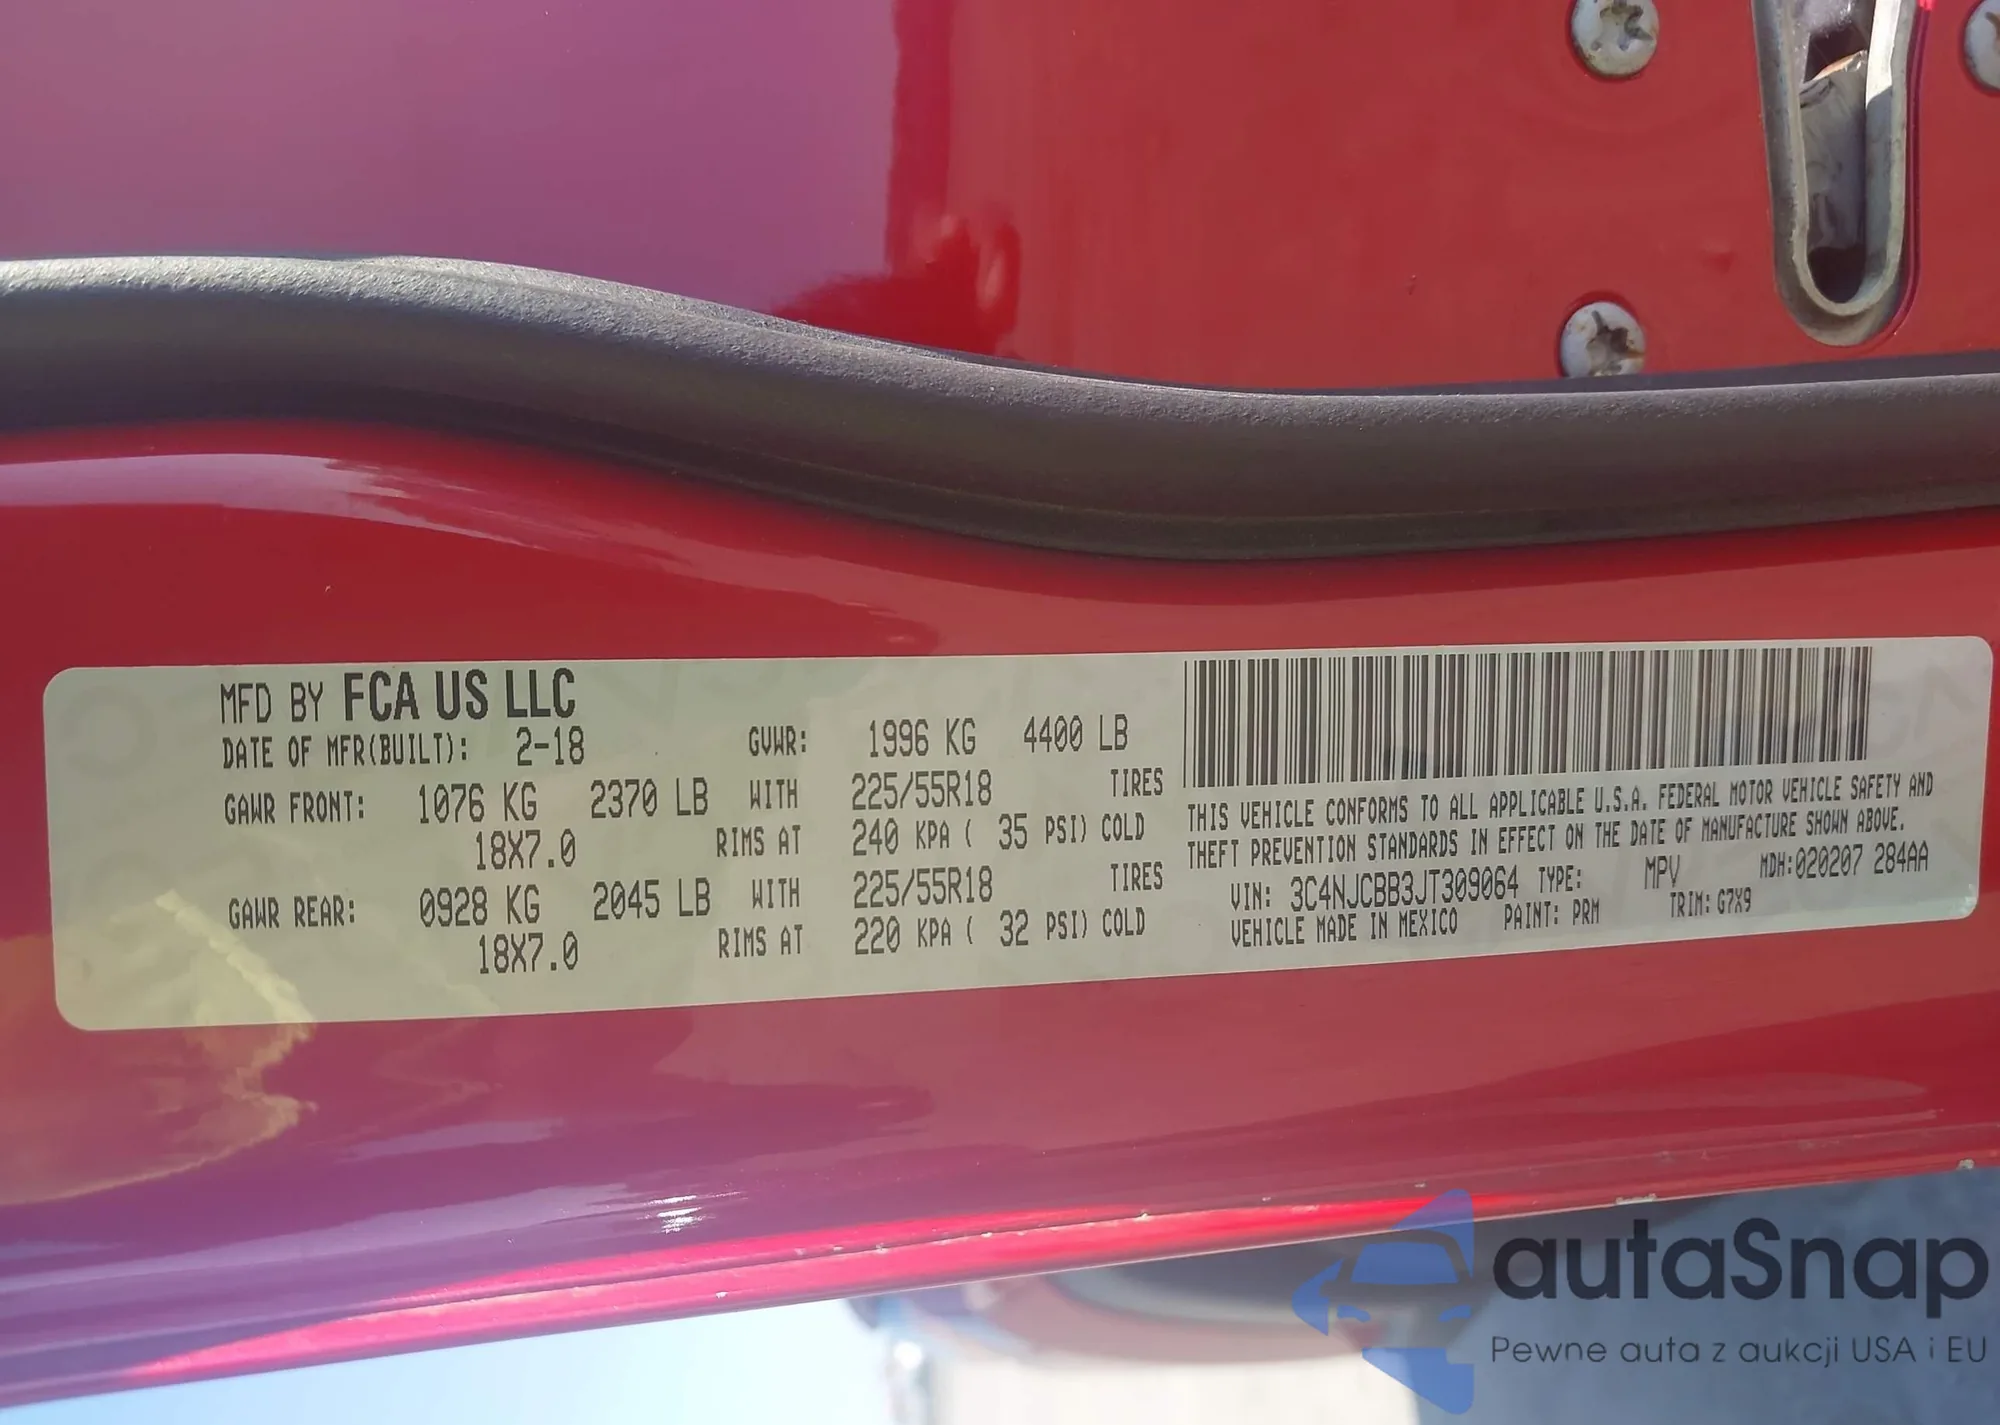 MFD BY FCA US LLC
DATE OF MFR(BUILT): 2-18 GVWR: 1996 KG 4400 LB
GAWR FRONT: 1076 KG 2370 LB WITH 225/55R18 TIRES
18X7.0 RIMS AT 240 KPA ( 35 PSI) COLD
GAWR REAR: 0928 KG 2045 LB WITH 225/55R18 TIRES
18X7.0 RIMS AT 220 KPA ( 32 PSI) COLD
THIS VEHICLE CONFORMS TO ALL APPLICABLE U.S.A. FEDERAL MOTOR VEHICLE SAFETY AND
THEFT PREVENTION STANDARDS IN EFFECT ON THE DATE OF MANUFACTURE SHOWN ABOVE.
VIN: 3C4NJCBB3JT309064 TYPE: MPV MDH:020207 284AA
VEHICLE MADE IN MEXICO PAINT: PRM TRIM: G7X9
autaSnap
Pewne auta z aukcji USA i EU